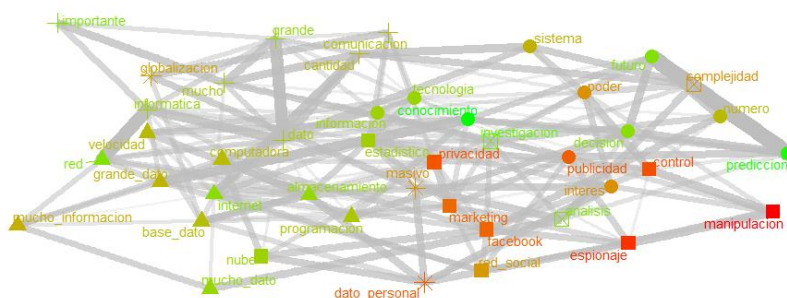 importante
grande
comunicacion
sistema
cantidad
futuro
globalizacion
complejidad
mucho
tecnologia
poder
informatica
conocimiento
numero
informacion
dato
investigacion
decision
velocidad
estadistico
computadora
privacidad
red
publicidad
control
prediccion
grande_dato
masivo
almacenamiento
interes
internet
mucho_informacion
marketing
analisis
manipulacion
base_dato
programacion
facebook
nube
espionaje
red_social
mucho_dato
dato_personal